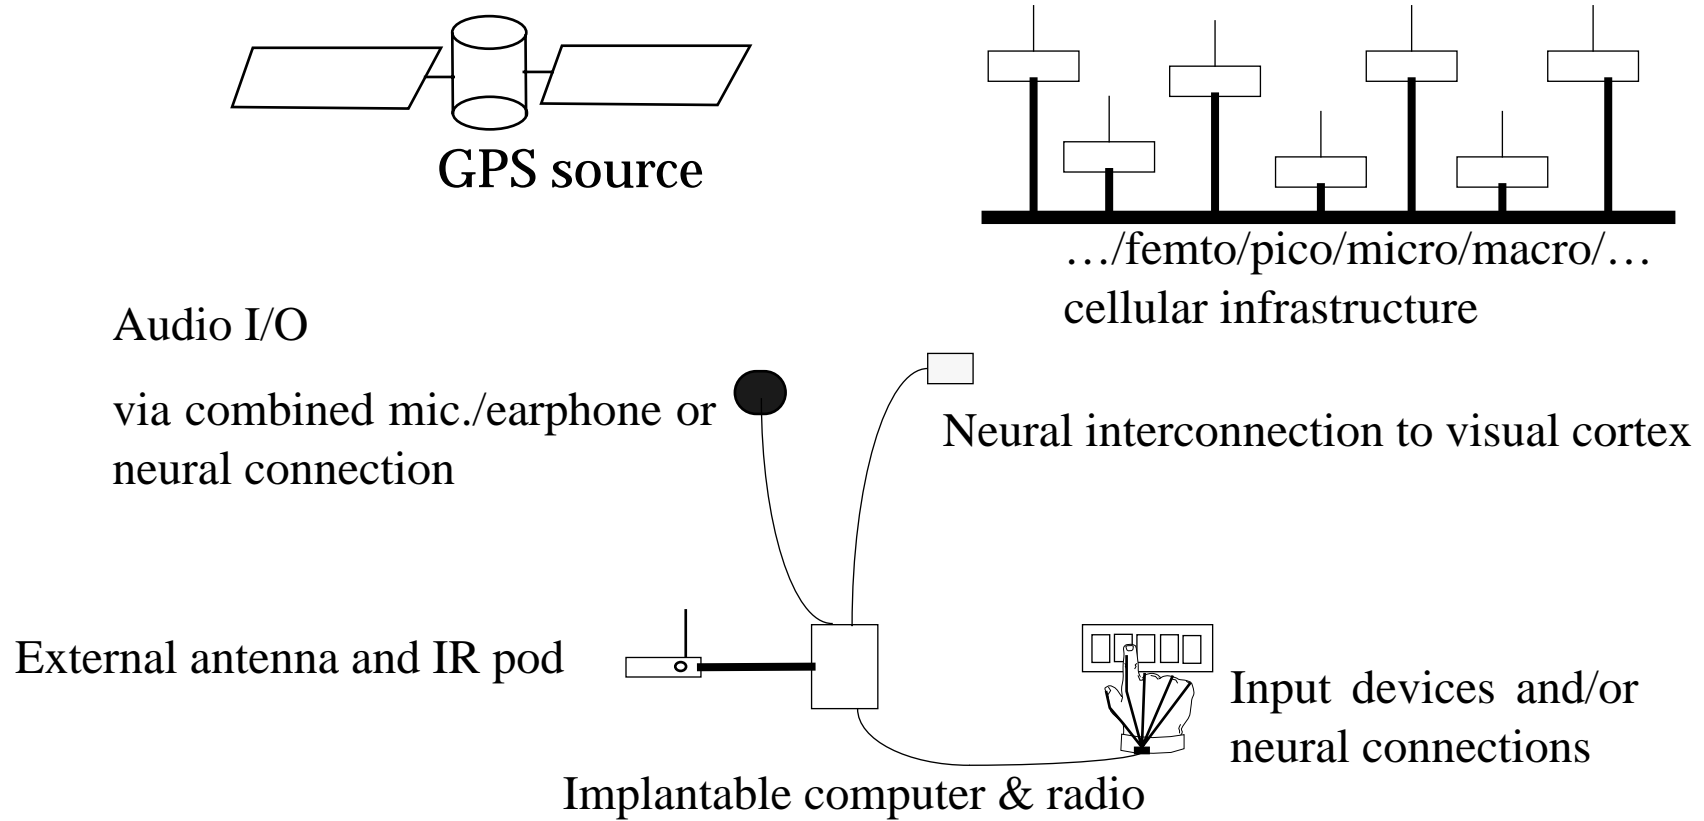 GPS source
…/femto/pico/micro/macro/…
cellular infrastructure
Audio I/O
via combined mic./earphone or
neural connection
Neural interconnection to visual cortex
External antenna and IR pod
Input devices and/or
neural connections
Implantable computer & radio